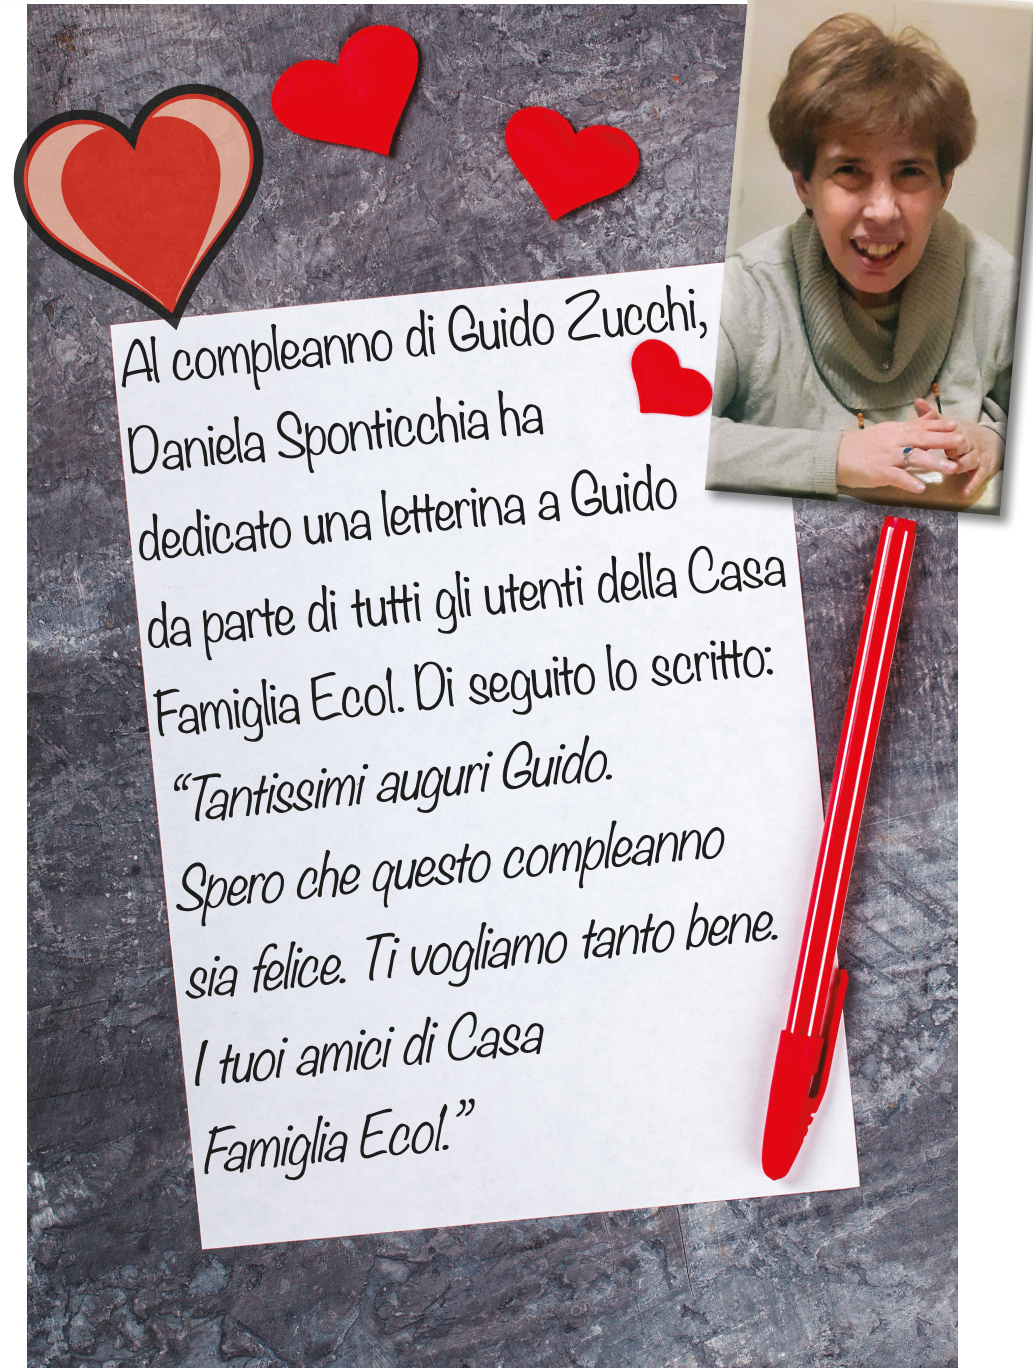 Al compleanno di Guido Zucchi,
Daniela Sponticchia ha
dedicato una letterina a Guido
da parte di tutti gli utenti della Casa
Famiglia Ecol. Di seguito lo scritto:
“Tantissimi auguri Guido.
Spero che questo compleanno
sia felice. Ti vogliamo tanto bene.
I tuoi amici di Casa
Famiglia Ecol.”